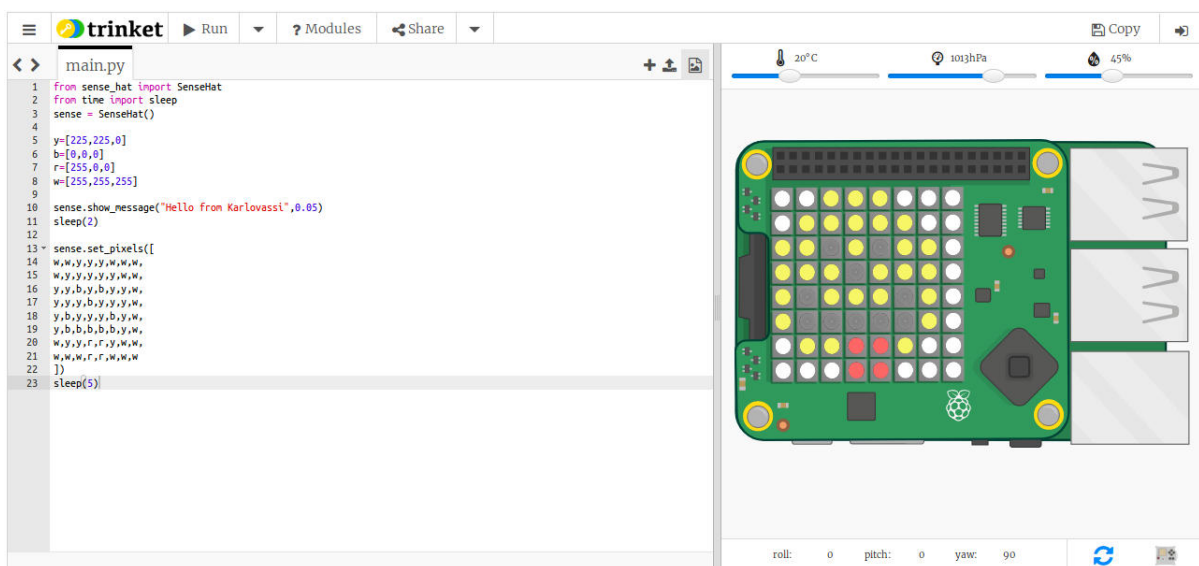 trinket Run ? Modules Share Copy
main.py
20°C 1013hPa 45%
1 from sense_hat import SenseHat
2 from time import sleep
3 sense = SenseHat()
4
5 y=[225,225,0]
6 b=[0,0,0]
7 r=[255,0,0]
8 w=[255,255,255]
9
10 sense.show_message("Hello from Karlovassi",0.05)
11 sleep(2)
12
13 sense.set_pixels([
14 w,w,y,y,y,w,w,w,
15 w,y,y,y,y,y,w,w,
16 y,y,b,y,b,y,y,w,
17 y,y,y,b,y,y,y,w,
18 y,b,y,y,y,b,y,w,
19 y,b,b,b,b,b,y,w,
20 w,y,y,r,r,y,w,w,
21 w,w,w,r,r,w,w,w
22 ])
23 sleep(5)
roll: 0 pitch: 0 yaw: 90